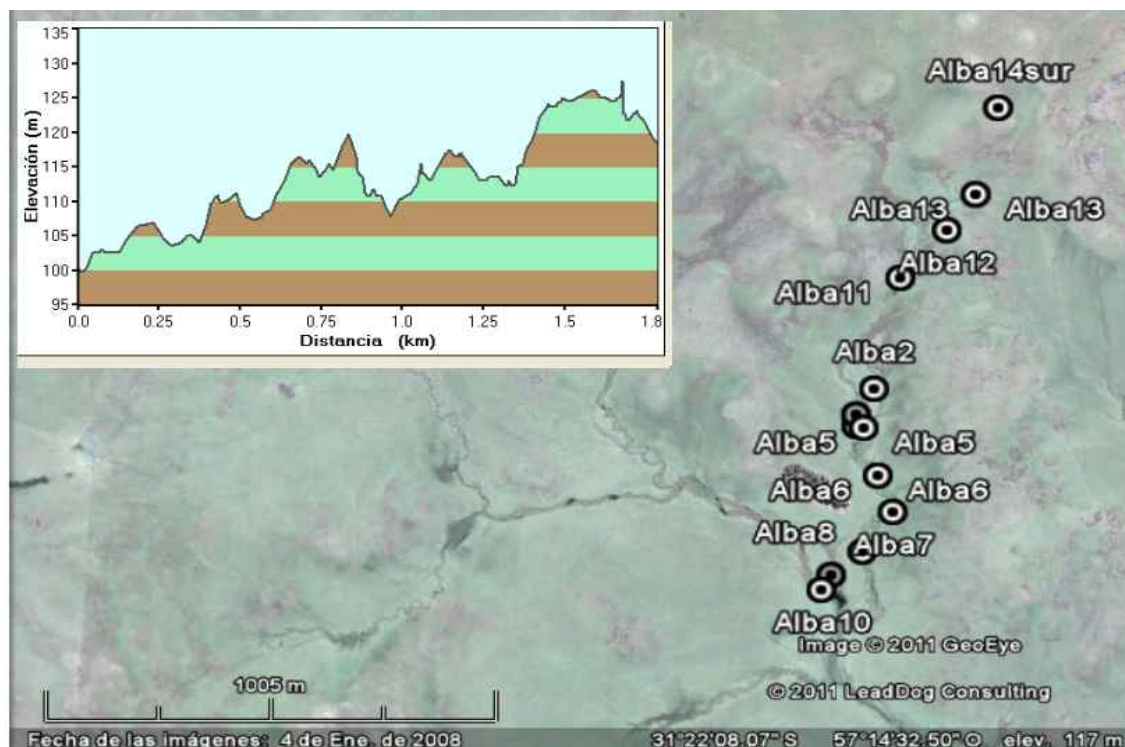 135
130
125
120
115
110
105
100
95
Elevación (m)
0.0 0.25 0.5 0.75 1.0 1.25 1.5 1.8
Distancia (km)
Alba14sur
Alba13 Alba13
Alba12
Alba11
Alba2
Alba5 Alba5
Alba6 Alba6
Alba8 Alba7
Alba10
Image © 2011 GeoEye
1005 m
© 2011 LeadDog Consulting
Fecha de las imágenes: 4 de Ene. de 2008 31°22'08.07" S 57°14'32.50" O elev. 117 m